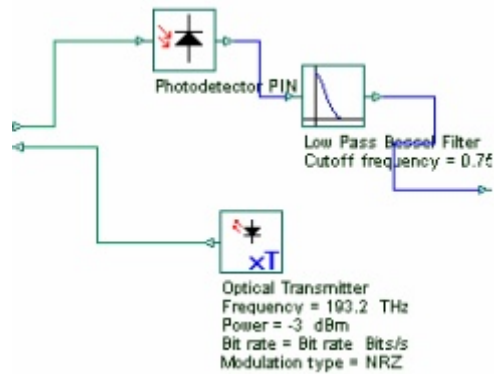 Photodetector PIN
Low Pass Bessel Filter
Cutoff frequency = 0.75
xT
Optical Transmitter
Frequency = 193.2 THz
Power = -3 dBm
Bit rate = Bit rate Bits/s
Modulation type = NRZ